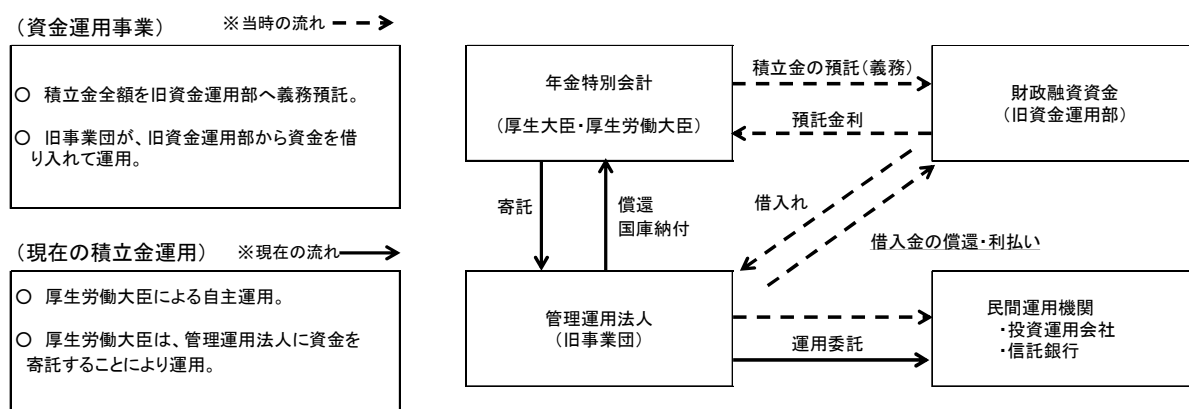 (資金運用事業) ※当時の流れ
○ 積立金全額を旧資金運用部へ義務預託。
○ 旧事業団が、旧資金運用部から資金を借
り入れて運用。
(現在の積立金運用) ※現在の流れ
○ 厚生労働大臣による自主運用。
○ 厚生労働大臣は、管理運用法人に資金を
寄託することにより運用。
年金特別会計
(厚生大臣・厚生労働大臣)
積立金の預託(義務)
預託金利
財政融資資金
(旧資金運用部)
寄託
償還
国庫納付
借入れ
借入金の償還・利払い
管理運用法人
(旧事業団)
運用委託
民間運用機関
・投資運用会社
・信託銀行